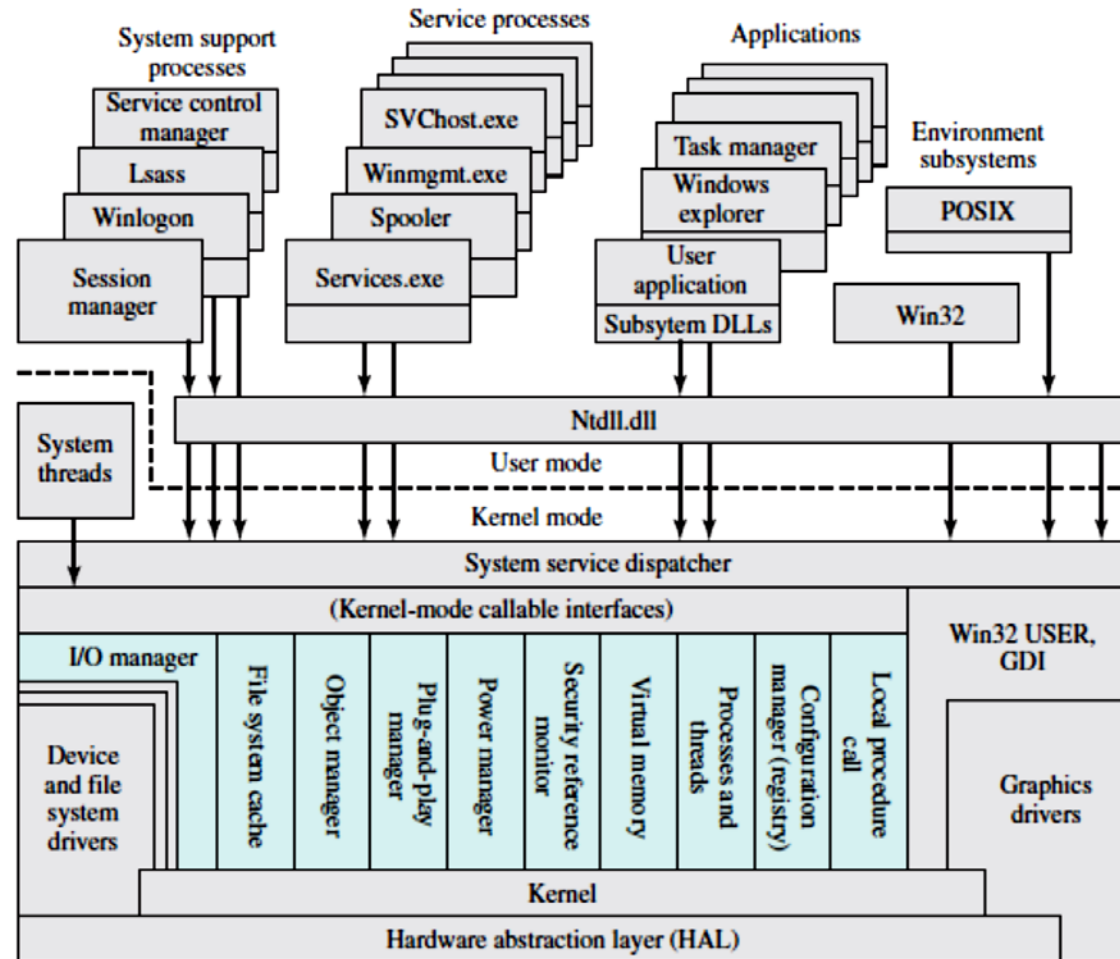 System support
processes
Service control
manager
Lsass
Winlogon
Session
manager
Service processes
SVChost.exe
Winmgmt.exe
Spooler
Services.exe
Applications
Task manager
Windows
explorer
User
application
Subsytem DLLs
Environment
subsystems
POSIX
Win32
System
threads
Ntdll.dll
User mode
Kernel mode
System service dispatcher
(Kernel-mode callable interfaces)
I/O manager
Device
and file
system
drivers
File system cache
Object manager
Plug-and-play
manager
Power manager
Security reference
monitor
Virtual memory
Processes and
threads
Configuration
manager (registry)
Local procedure
call
Win32 USER,
GDI
Graphics
drivers
Kernel
Hardware abstraction layer (HAL)